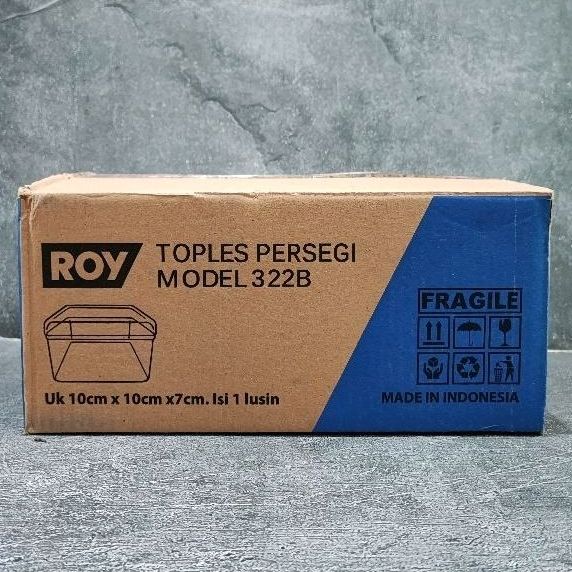 ROY
TOPLES PERSEGI
MODEL 322B
Uk 10cm x 10cm x7cm. Isi 1 lusin
FRAGILE
MADE IN INDONESIA